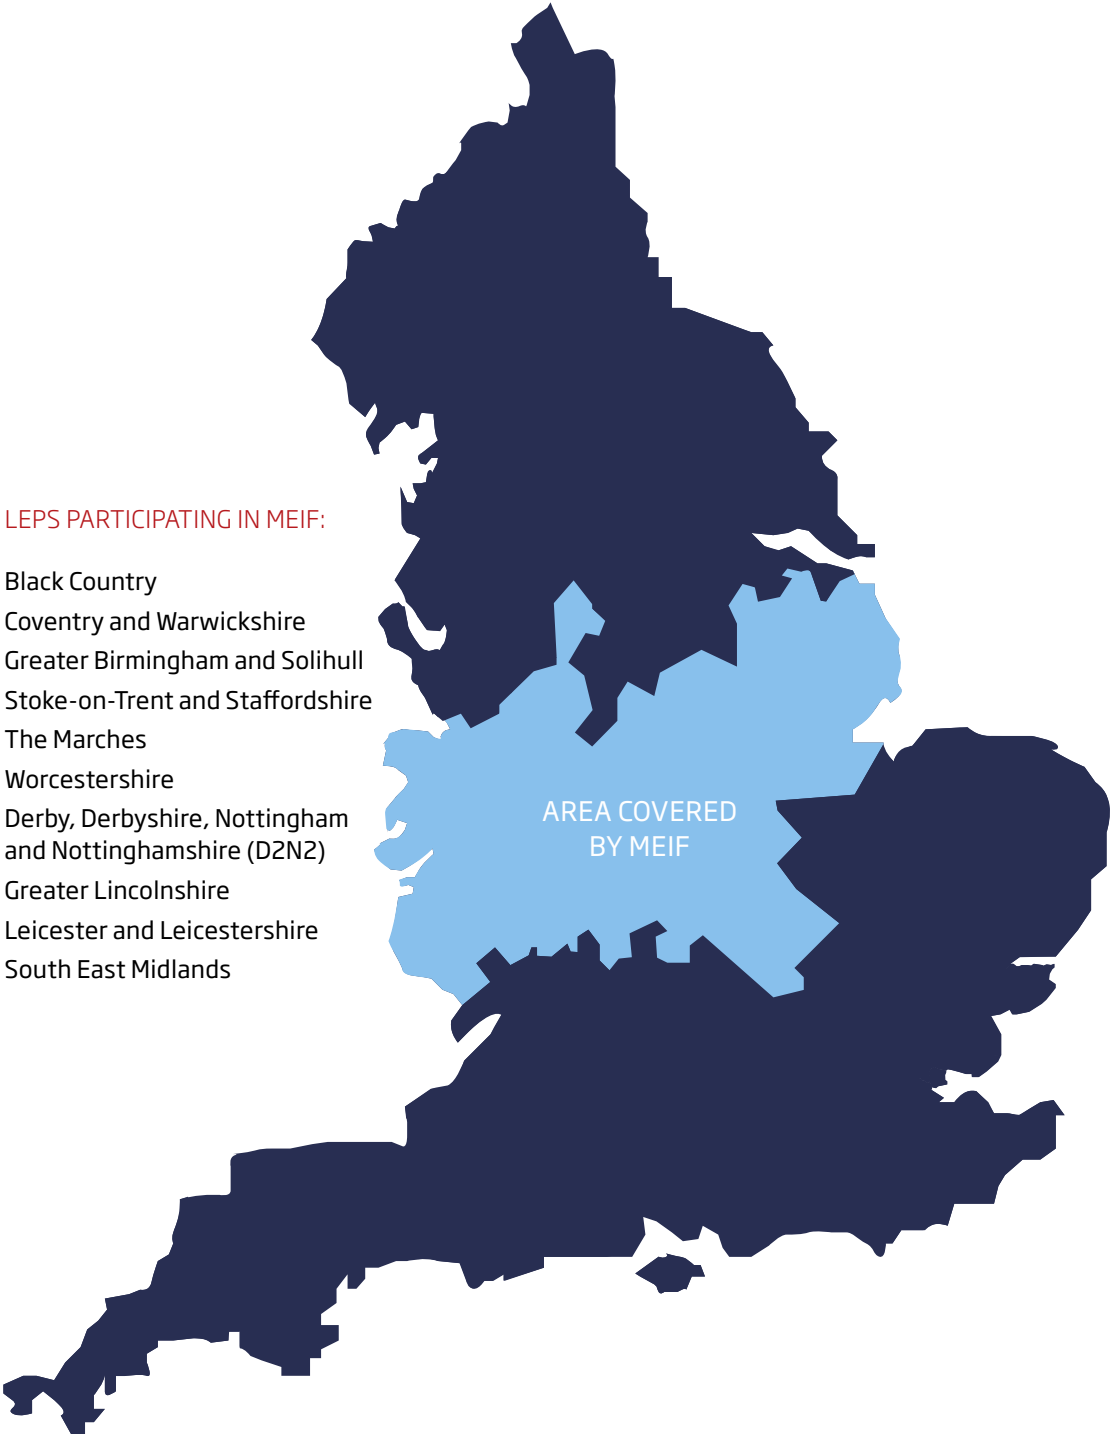 LEPS PARTICIPATING IN MEIF:
Black Country
Coventry and Warwickshire
Greater Birmingham and Solihull
Stoke-on-Trent and Staffordshire
The Marches
Worcestershire
Derby, Derbyshire, Nottingham
and Nottinghamshire (D2N2)
Greater Lincolnshire
Leicester and Leicestershire
South East Midlands
AREA COVERED
BY MEIF